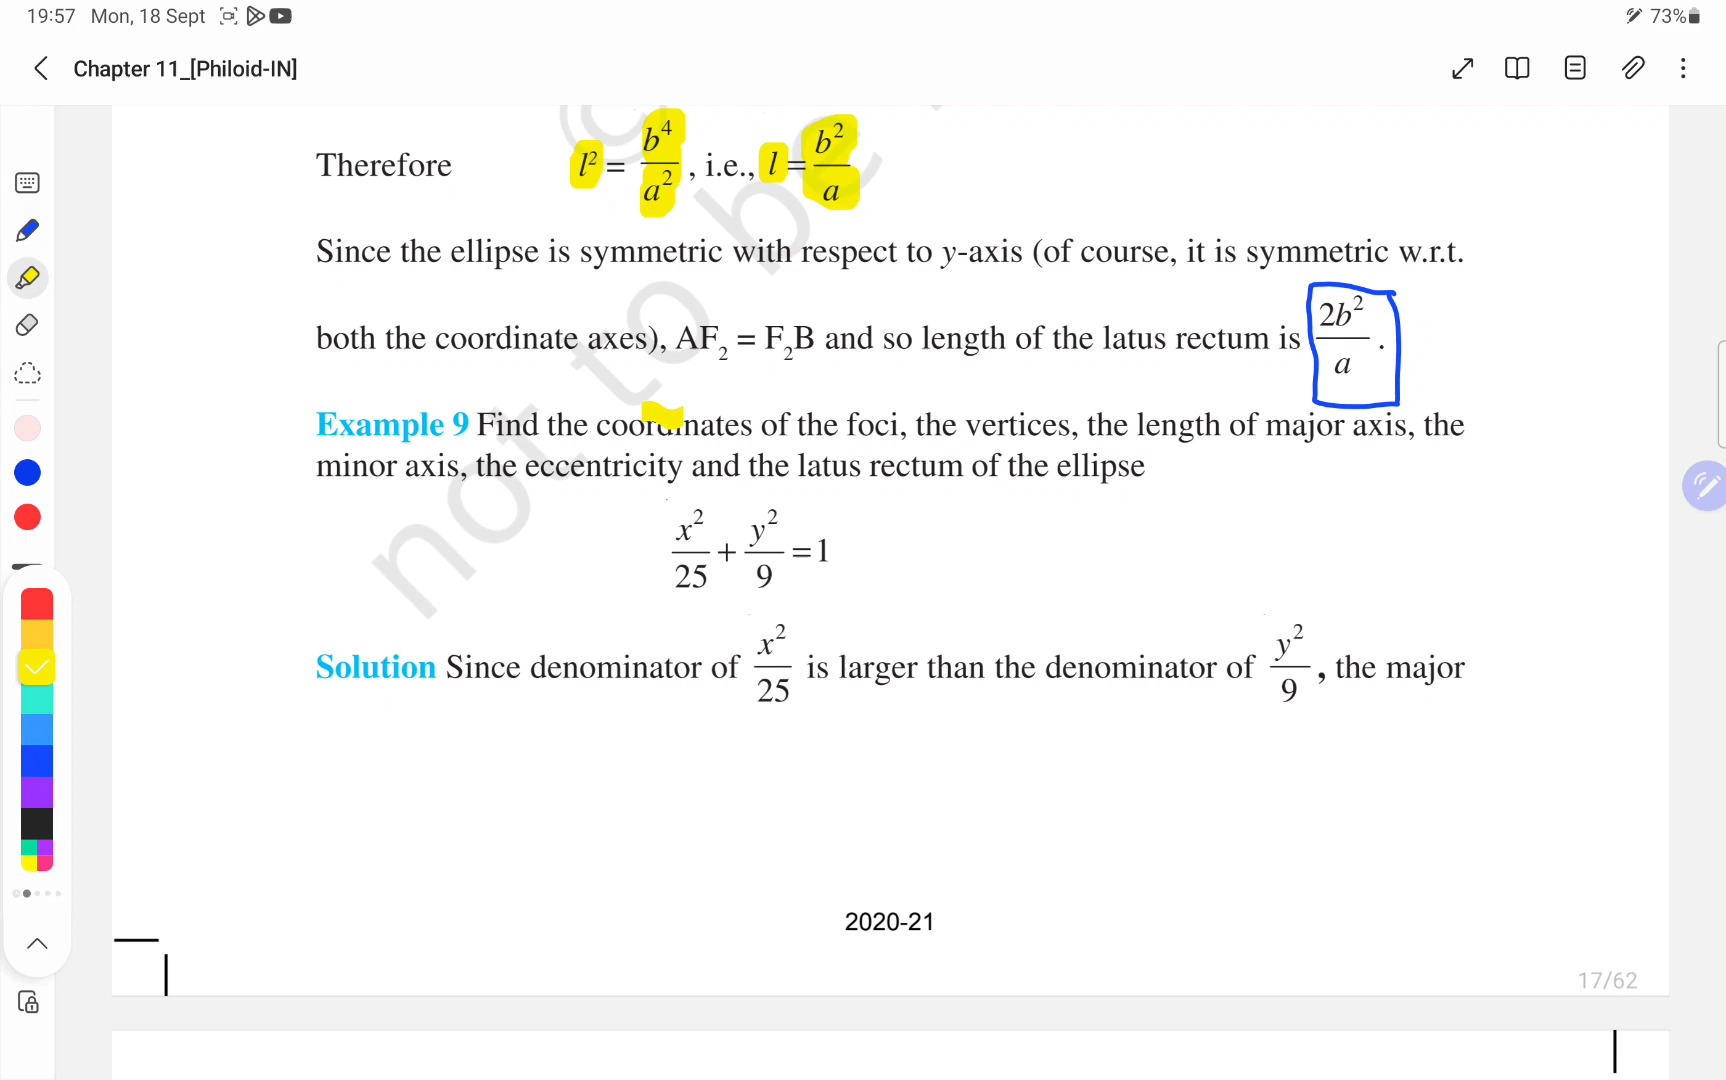 19:57 Mon, 18 Sept
73%
Chapter 11_[Philoid-IN]
Therefore l² = b⁴/a², i.e., l = b²/a
Since the ellipse is symmetric with respect to y-axis (of course, it is symmetric w.r.t.
both the coordinate axes), AF₂ = F₂B and so length of the latus rectum is 2b²/a.
Example 9 Find the coordinates of the foci, the vertices, the length of major axis, the
minor axis, the eccentricity and the latus rectum of the ellipse
x²/25 + y²/9 = 1
Solution Since denominator of x²/25 is larger than the denominator of y²/9, the major
2020-21
17/62
© not to be